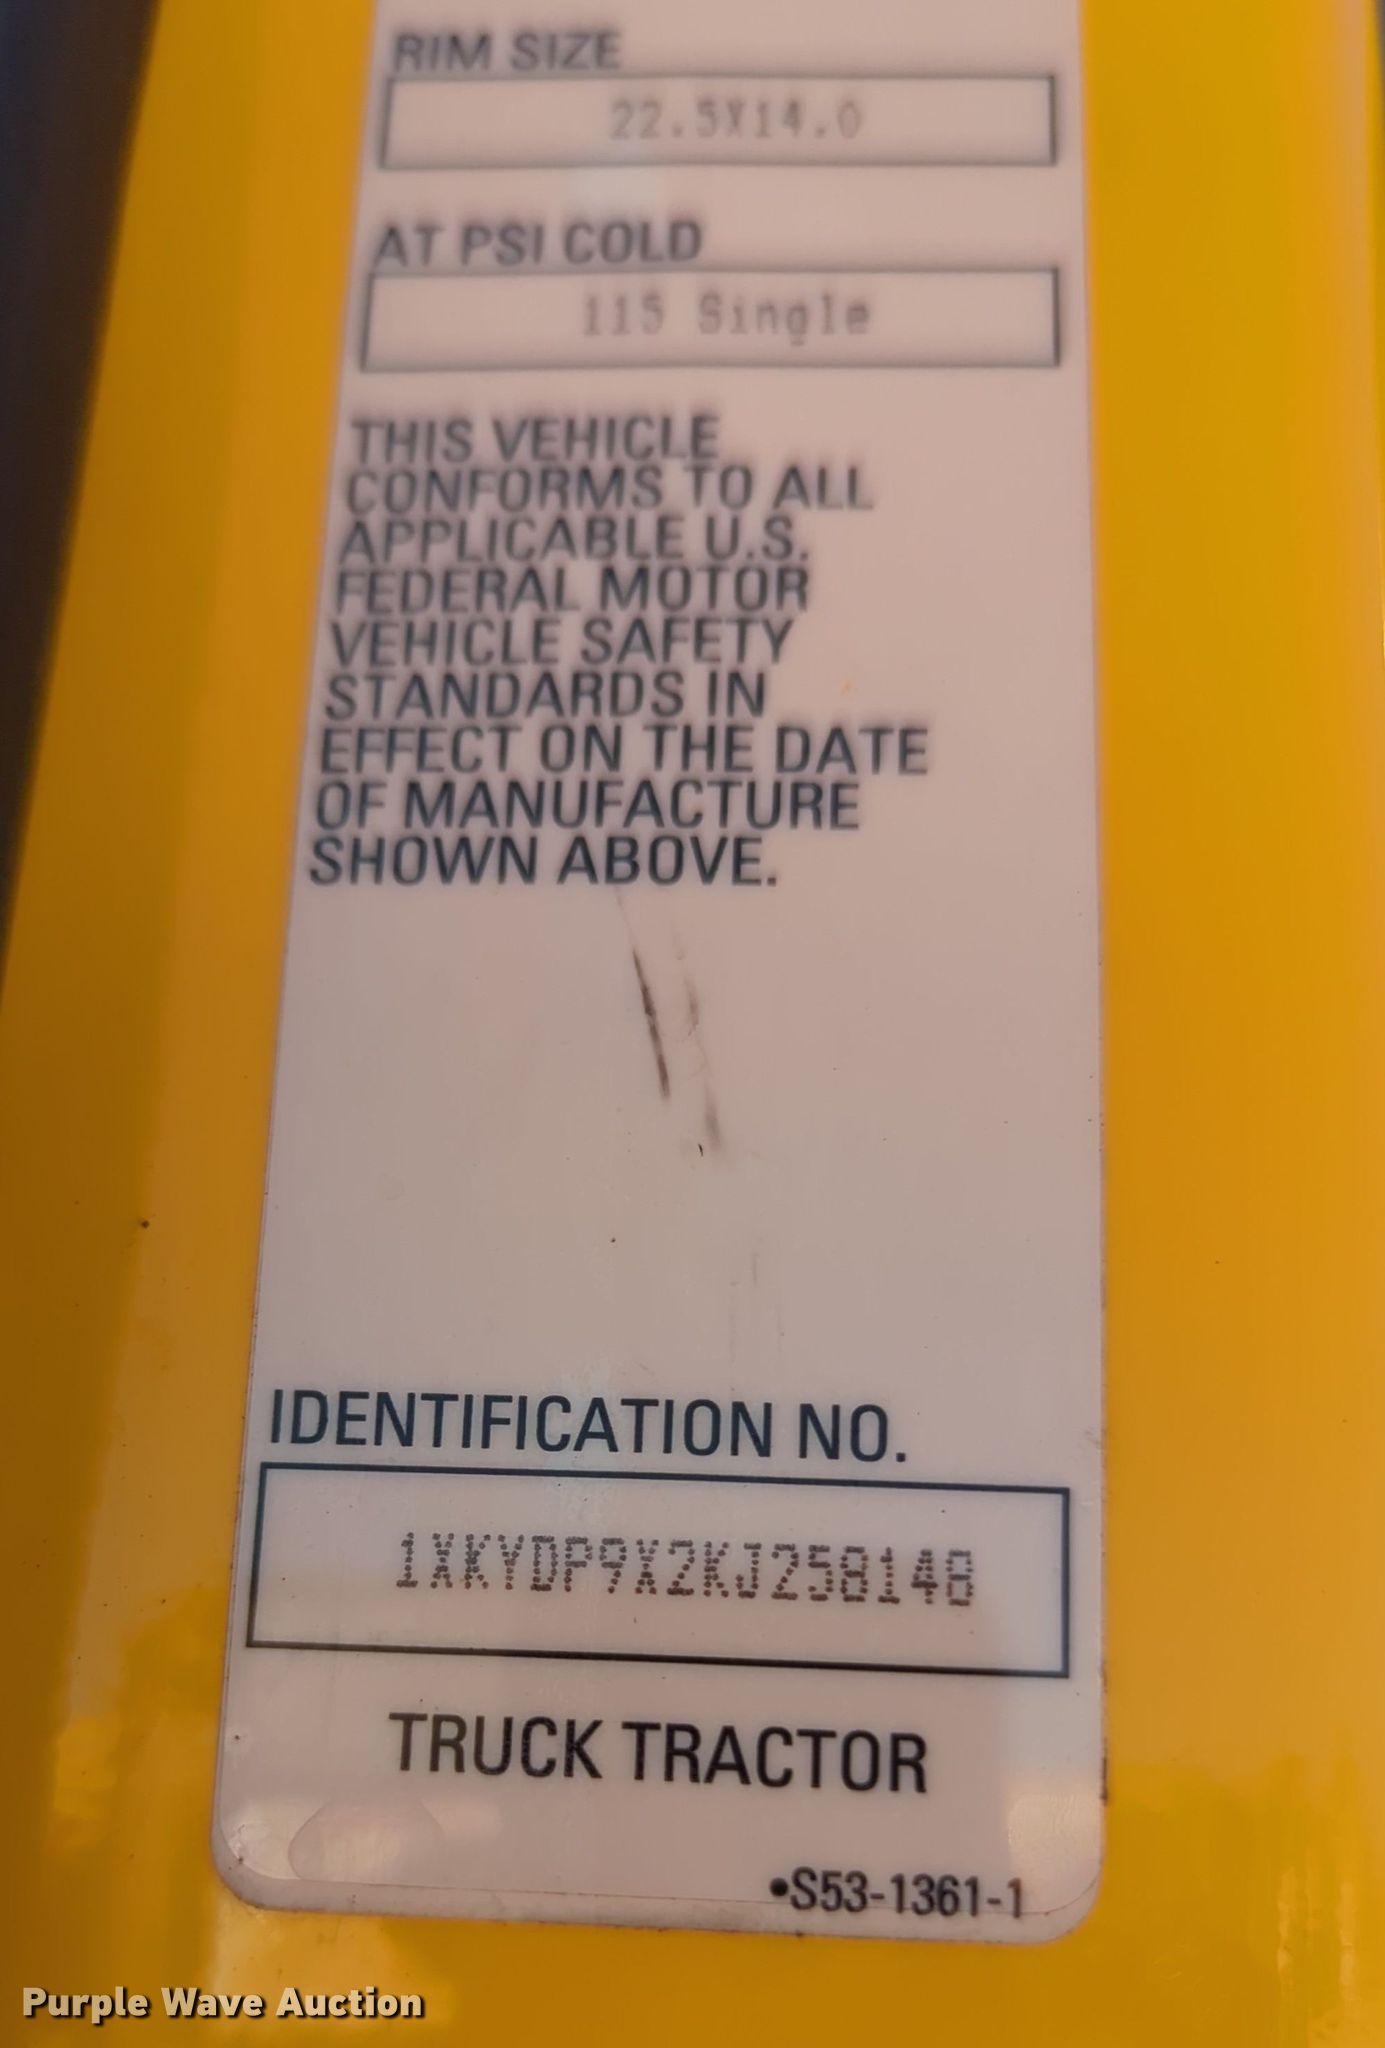 RIM SIZE
22.5X14.0
AT PSI COLD
115 Single
THIS VEHICLE
CONFORMS TO ALL
APPLICABLE U.S.
FEDERAL MOTOR
VEHICLE SAFETY
STANDARDS IN
EFFECT ON THE DATE
OF MANUFACTURE
SHOWN ABOVE.
IDENTIFICATION NO.
1XKYDP9X2KJ258148
TRUCK TRACTOR
•S53-1361-1
Purple Wave Auction